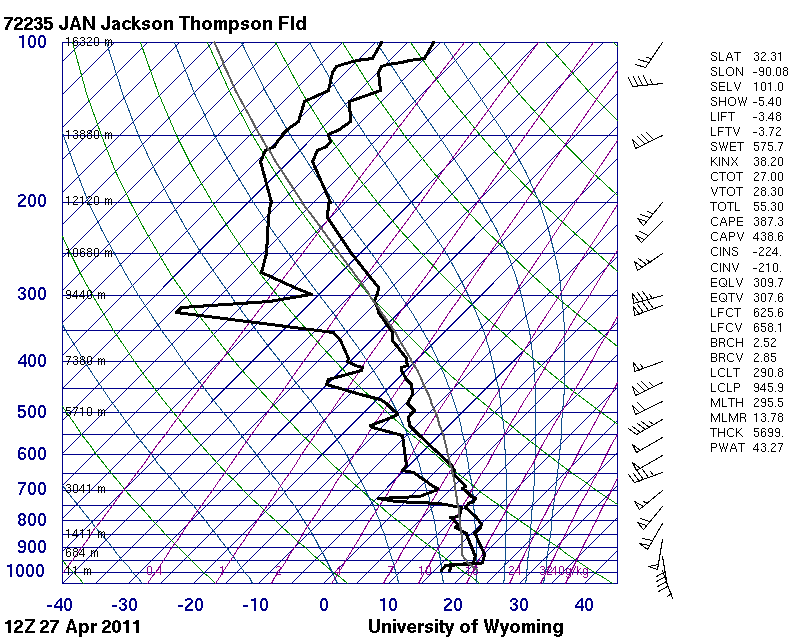 72235 JAN Jackson Thompson Fld
100 16320 m
13880 m
200 12120 m
10680 m
300 9440 m
400 7380 m
500 5710 m
600
700 3041 m
800
1411 m
900
684 m
1000 11 m 0.4 1 2 4 7 10 16 24 32 40g/kg
-40 -30 -20 -10 0 10 20 30 40
12Z 27 Apr 2011 University of Wyoming
SLAT 32.31
SLON -90.08
SELV 101.0
SHOW -5.40
LIFT -3.48
LFTV -3.72
SWET 575.7
KINX 38.20
CTOT 27.00
VTOT 28.30
TOTL 55.30
CAPE 387.3
CAPV 438.6
CINS -224.
CINV -210.
EQLV 309.7
EQTV 307.6
LFCT 625.6
LFCV 658.1
BRCH 2.52
BRCV 2.85
LCLT 290.8
LCLP 945.9
MLTH 295.5
MLMR 13.78
THCK 5699.
PWAT 43.27